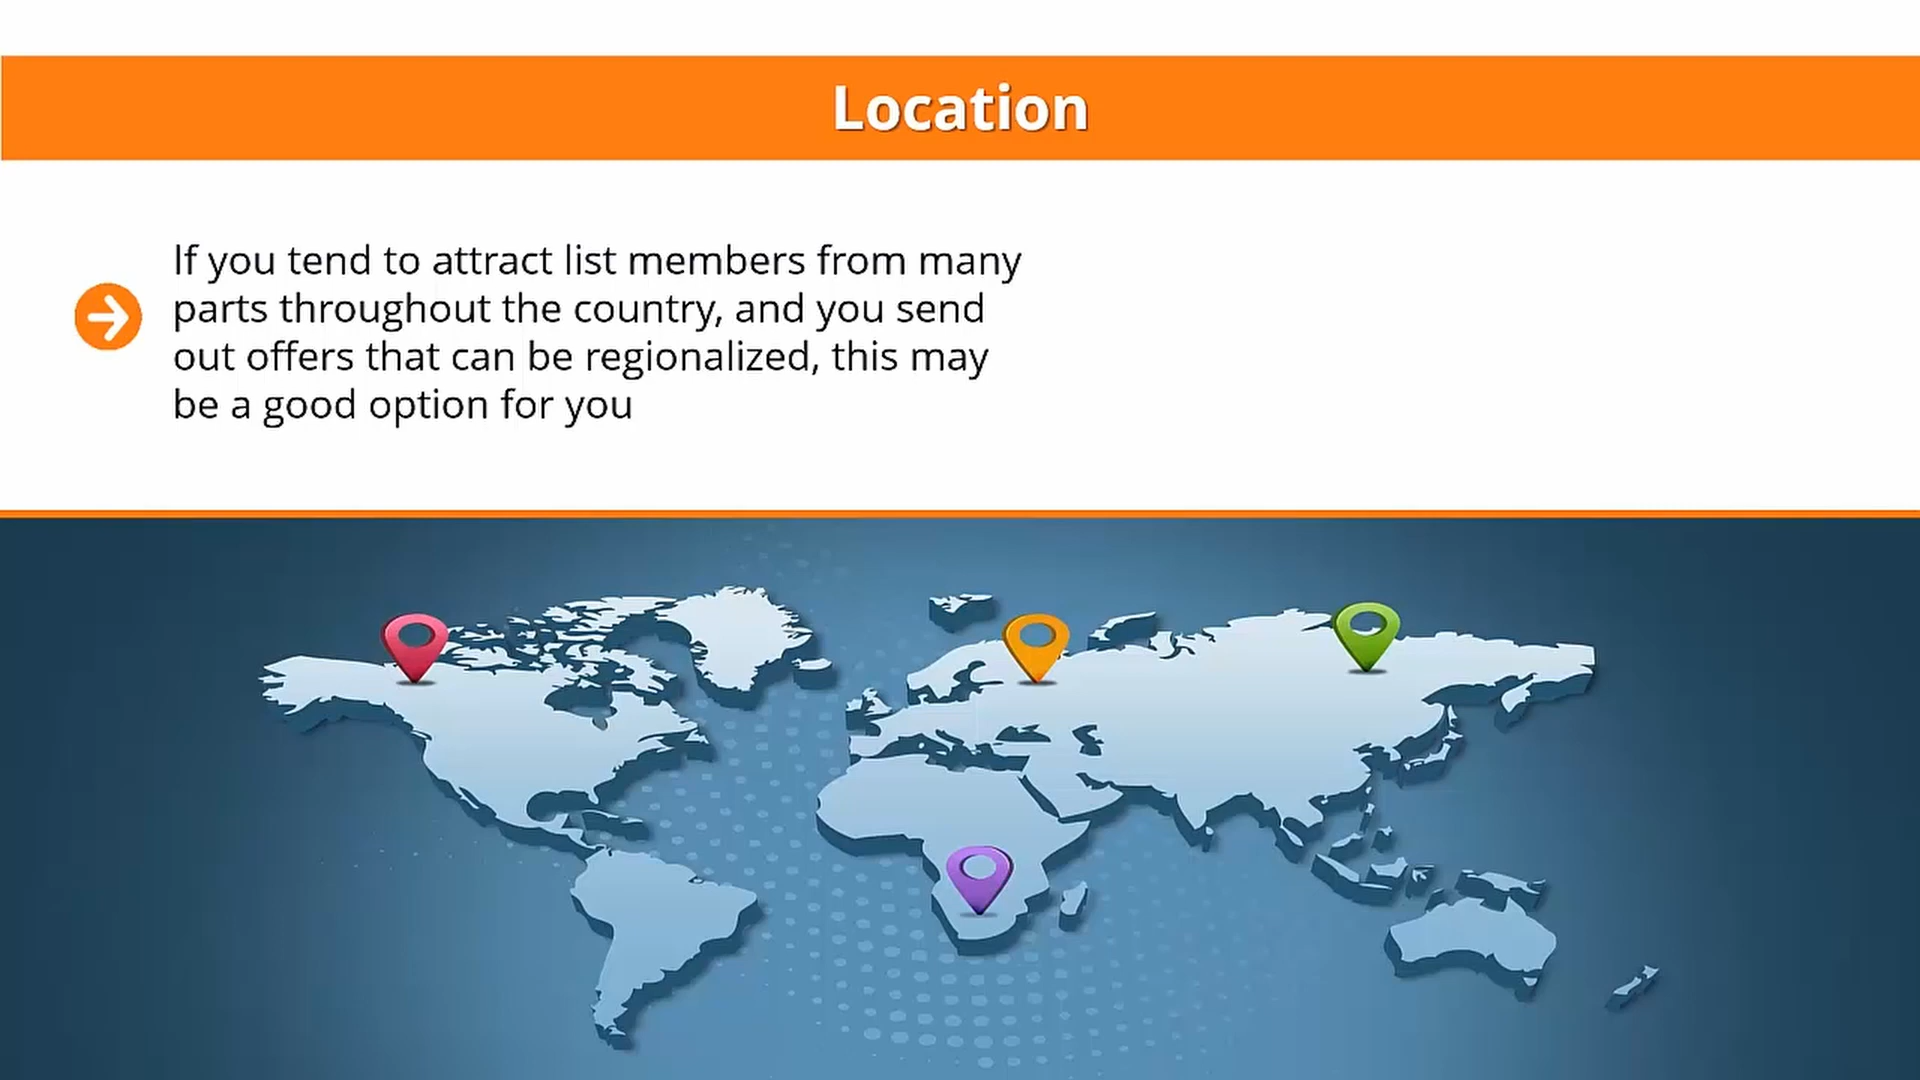 Location
If you tend to attract list members from many
parts throughout the country, and you send
out offers that can be regionalized, this may
be a good option for you